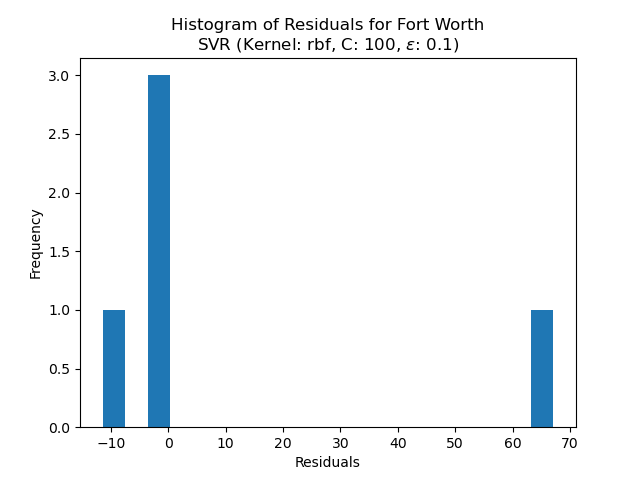 Histogram of Residuals for Fort Worth
SVR (Kernel: rbf, C: 100, ε: 0.1)
3.0
2.5
2.0
1.5
1.0
0.5
0.0
Frequency
−10 0 10 20 30 40 50 60 70
Residuals